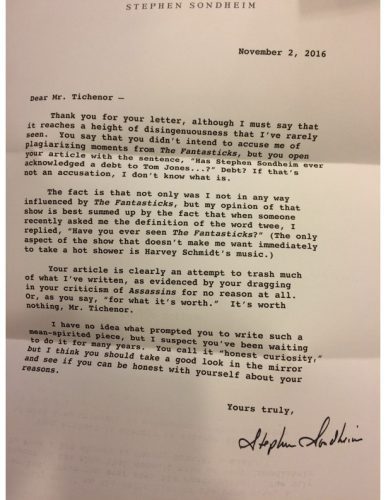 STEPHEN SONDHEIM
November 2, 2016
Dear Mr. Tichenor —
Thank you for your letter, although I must say that
it reaches a height of disingenuousness that I've rarely
seen. You say that you didn't intend to accuse me of
plagiarizing moments from The Fantasticks, but you open
your article with the sentence, "Has Stephen Sondheim ever
acknowledged a debt to Tom Jones...?" Debt? If that's
not an accusation, I don't know what is.
The fact is that not only was I not in any way
influenced by The Fantasticks, but my opinion of that
show is best summed up by the fact that when someone
recently asked me the definition of the word twee, I
replied, "Have you ever seen The Fantasticks?" (The only
aspect of the show that doesn't make me want immediately
to take a hot shower is Harvey Schmidt's music.)
Your article is clearly an attempt to trash much
of what I've written, as evidenced by your dragging
in your criticism of Assassins for no reason at all.
Or, as you say, "for what it's worth." It's worth
nothing, Mr. Tichenor.
I have no idea what prompted you to write such a
mean-spirited piece, but I suspect you've been waiting
to do it for many years. You call it "honest curiosity,"
but I think you should take a good look in the mirror
and see if you can be honest with yourself about your
reasons.
Yours truly,
Stephen Sondheim